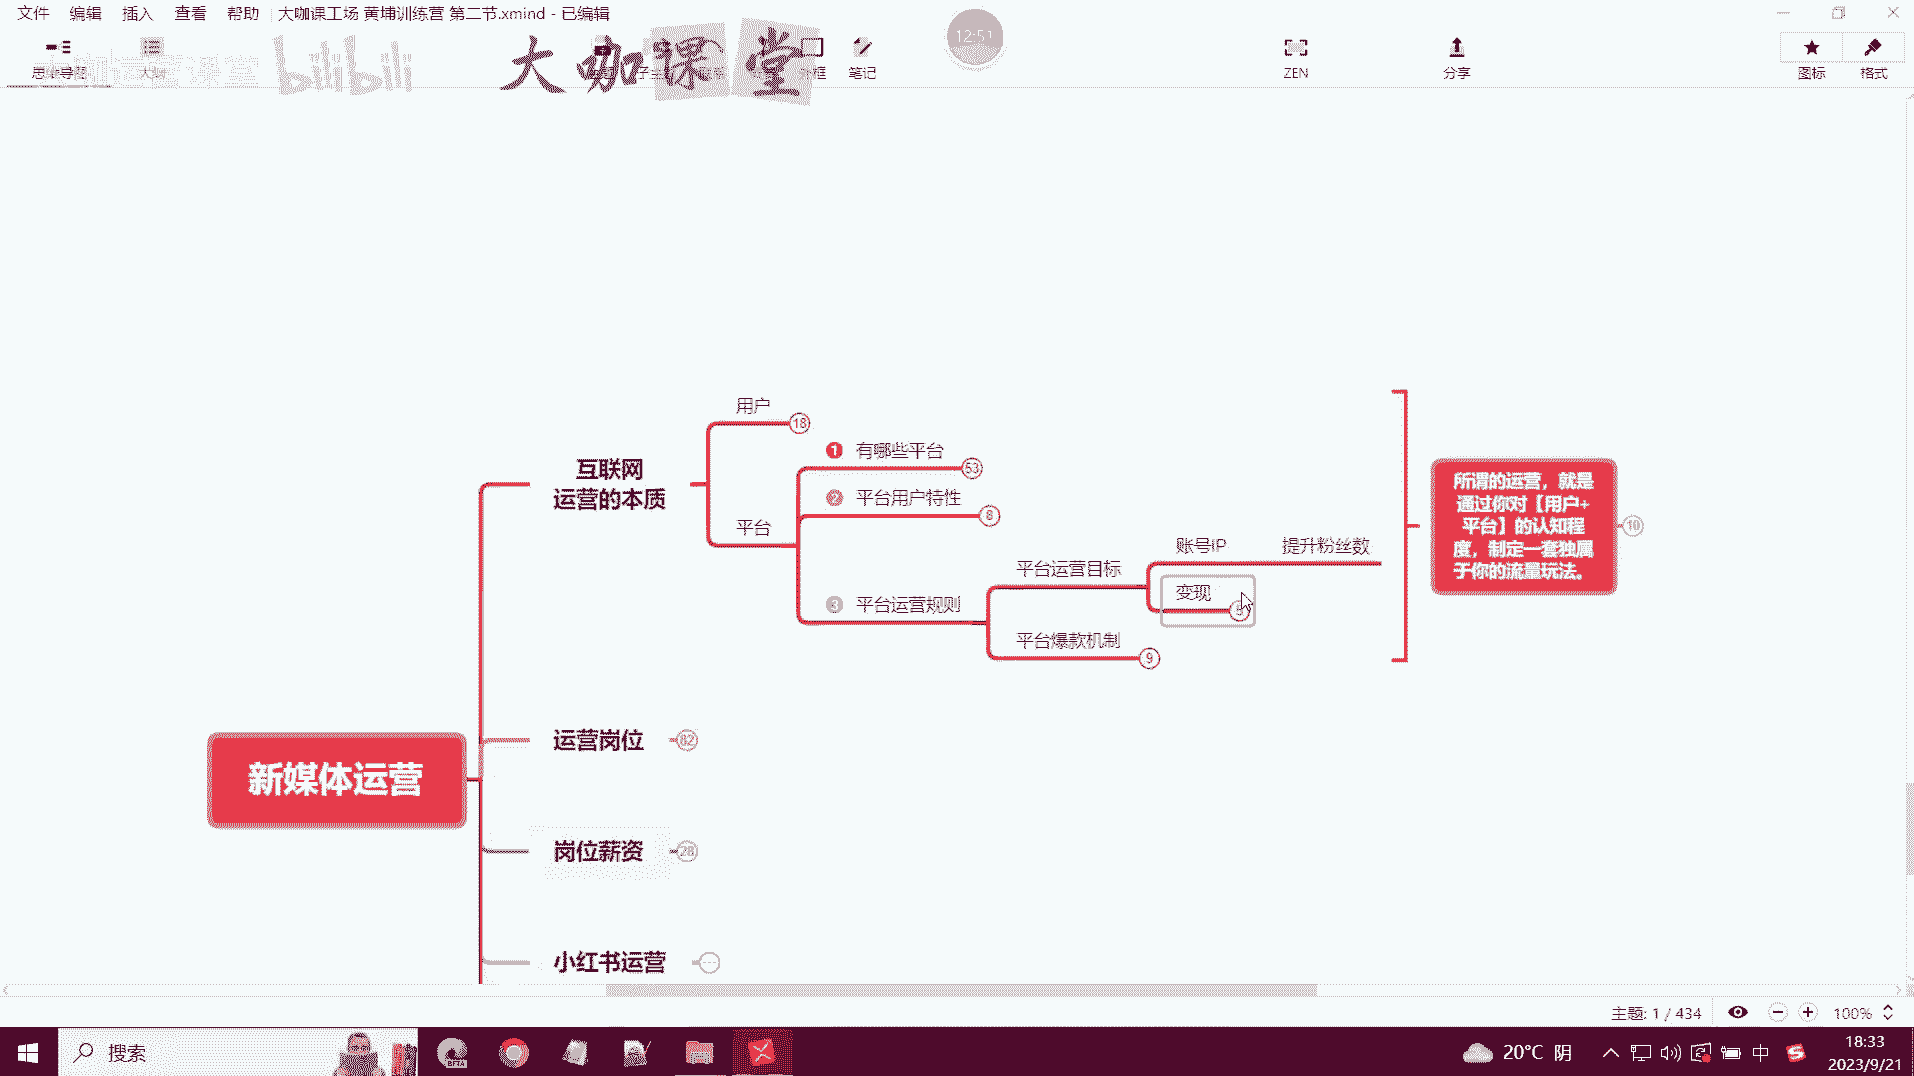 文件 编辑 插入 查看 帮助 大咖课工场 黄埔训练营 第二节.xmind - 已编辑
12:51
bilibili
大咖课堂
思维导图
大纲
外框
笔记
ZEN
分享
图标
格式
用户
18
1 有哪些平台
53
互联网
运营的本质
2 平台用户特性
8
平台
账号IP
提升粉丝数
平台运营目标
变现
5
3 平台运营规则
平台爆款机制
9
所谓的运营，就是
通过你对【用户+
平台】的认知程
度，制定一套独属
于你的流量玩法。
10
运营岗位
82
新媒体运营
岗位薪资
28
小红书运营
主题: 1 / 434
100%
搜索
BETA
20°C 阴
中
18:33
2023/9/21